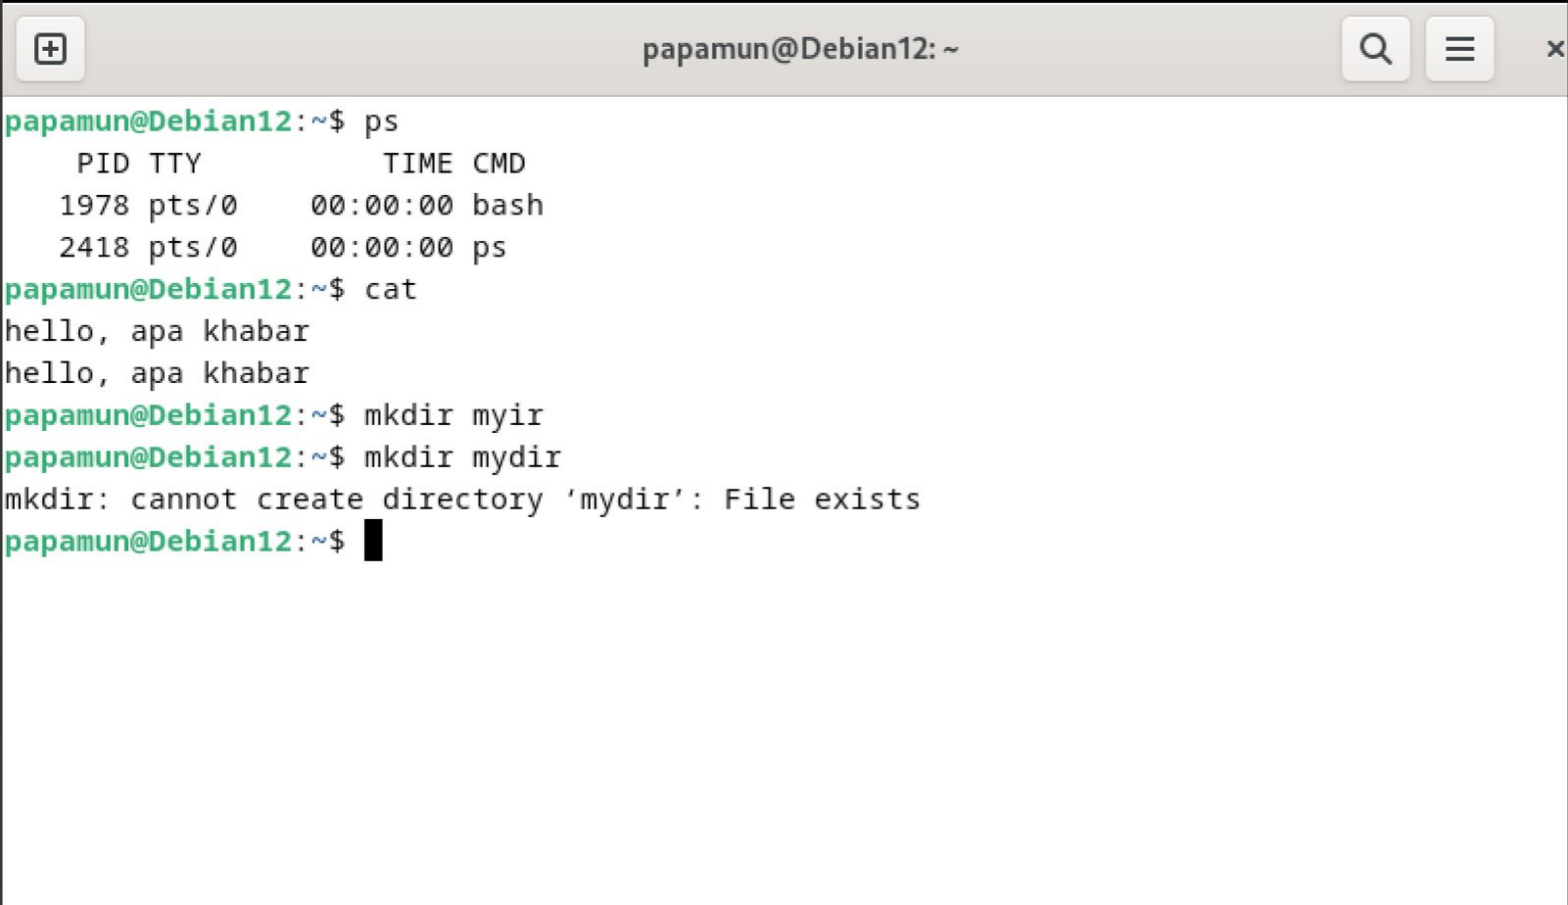 papamun@Debian12: ~
papamun@Debian12:~$ ps
    PID TTY          TIME CMD
   1978 pts/0    00:00:00 bash
   2418 pts/0    00:00:00 ps
papamun@Debian12:~$ cat
hello, apa khabar
hello, apa khabar
papamun@Debian12:~$ mkdir myir
papamun@Debian12:~$ mkdir mydir
mkdir: cannot create directory ‘mydir’: File exists
papamun@Debian12:~$